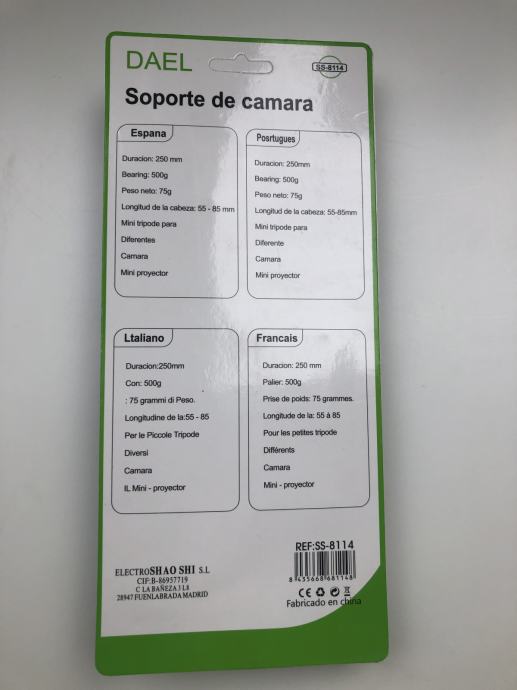 DAEL
SS-8114
Soporte de camara
Espana
Duracion: 250 mm
Bearing: 500g
Peso neto: 75g
Longitud de la cabeza: 55 - 85 mm
Mini tripode para
Diferentes
Camara
Mini proyector
Posrtugues
Duracion: 250mm
Bearing: 500g
Peso neto: 75g
Longitud de la cabeza: 55-85mm
Mini tripode para
Diferente
Camara
Mini proyector
Ltaliano
Duracion:250mm
Con: 500g
: 75 grammi di Peso.
Longitudine de la:55 - 85
Per le Piccole Tripode
Diversi
Camara
IL Mini - proyector
Francais
Duracion: 250 mm
Palier: 500g
Prise de poids: 75 grammes.
Longitude de la: 55 à 85
Pour les petites tripode
Différents
Camara
Mini - proyector
ELECTROSHAO SHI S.L
CIF:B-86957719
C LA BAÑEZA 3 L8
28947 FUENLABRADA MADRID
REF:SS-8114
8 435668 681148
CE
Fabricado en china